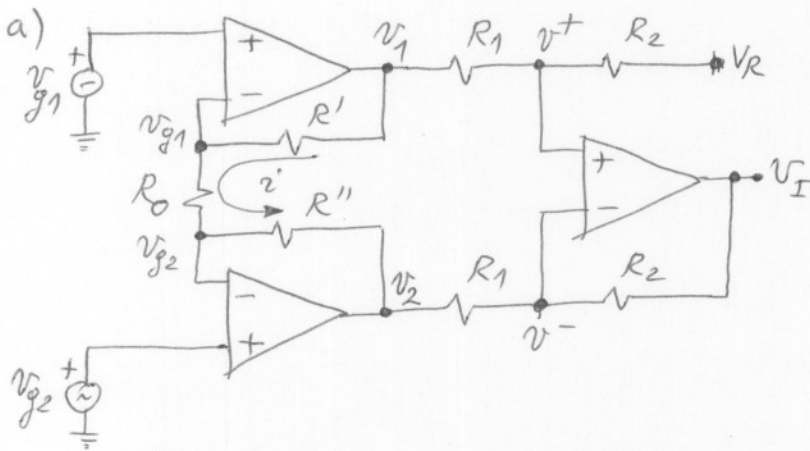 a)
v1 R1 v+ R2
+ VR
vg1 + -
-
vg1 R'
+
R0 i vI
R'' -
vg2 R2
- v2 R1
+ v-
vg2 + ~